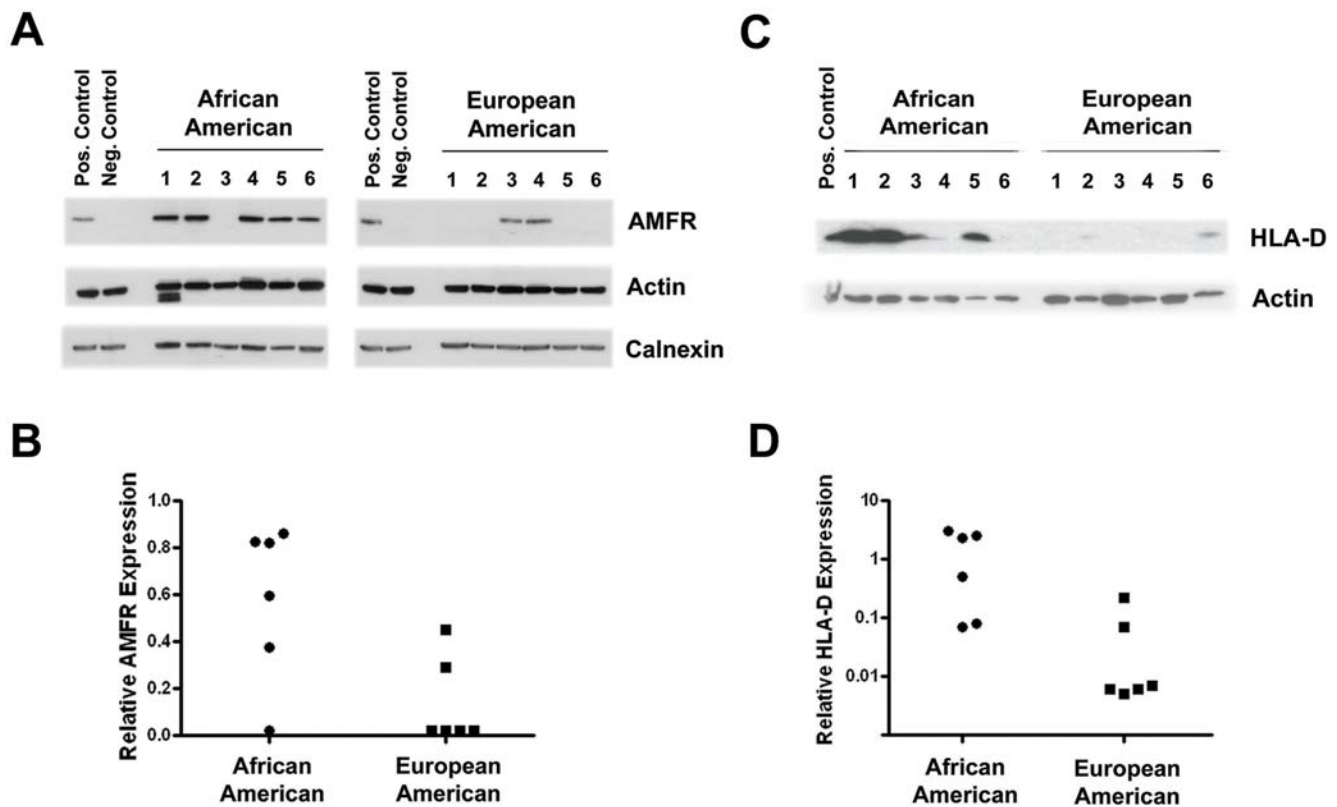 A
Pos. Control
Neg. Control
African
American
1 2 3 4 5 6
Pos. Control
Neg. Control
European
American
1 2 3 4 5 6
AMFR
Actin
Calnexin
C
Pos. Control
African
American
1 2 3 4 5 6
European
American
1 2 3 4 5 6
HLA-D
Actin
B
Relative AMFR Expression
1.0
0.8
0.6
0.4
0.2
0.0
African
American
European
American
D
Relative HLA-D Expression
10
1
0.1
0.01
African
American
European
American